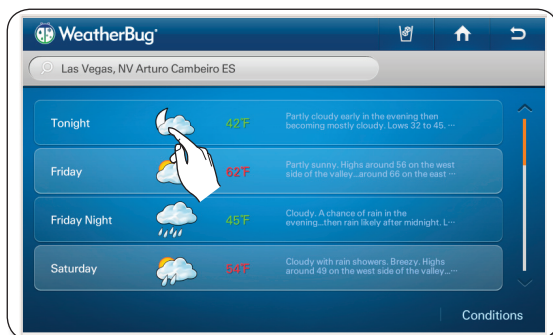 WeatherBug®
Las Vegas, NV Arturo Cambeiro ES
Tonight
42°F
Partly cloudy early in the evening then
becoming mostly cloudy. Lows 32 to 45. ···
Friday
62°F
Partly sunny. Highs around 56 on the west
side of the valley...around 66 on the east ···
Friday Night
45°F
Cloudy. A chance of rain in the
evening...then rain likely after midnight. L···
Saturday
54°F
Cloudy with rain showers. Breezy. Highs
around 49 on the west side of the valley...···
Conditions